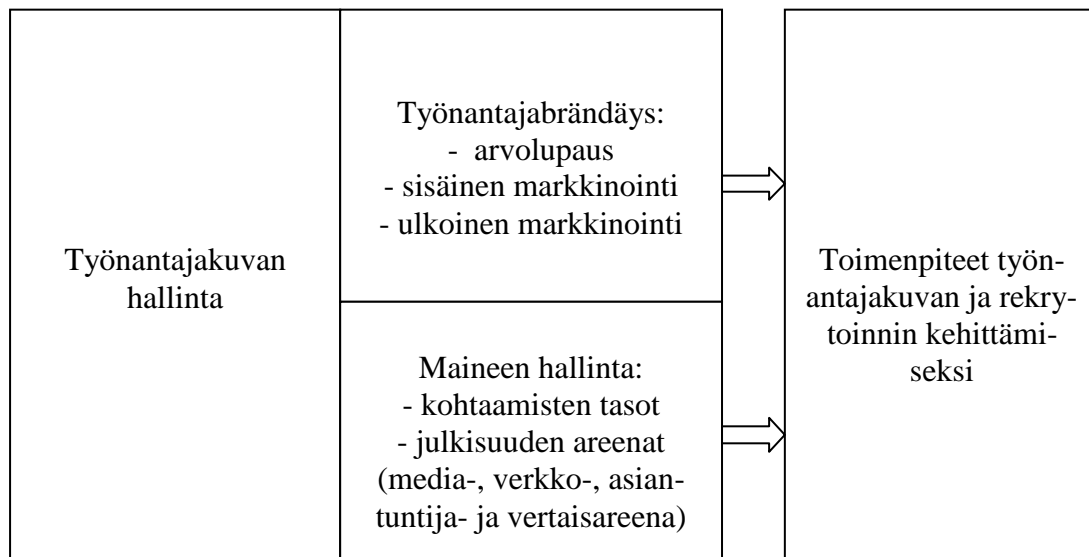 Työnantajakuvan
hallinta
Työnantajabrändäys:
- arvolupaus
- sisäinen markkinointi
- ulkoinen markkinointi
Maineen hallinta:
- kohtaamisten tasot
- julkisuuden areenat
(media-, verkko-, asian-
tuntija- ja vertaisareena)
Toimenpiteet työn-
antajakuvan ja rekry-
toinnin kehittämi-
seksi